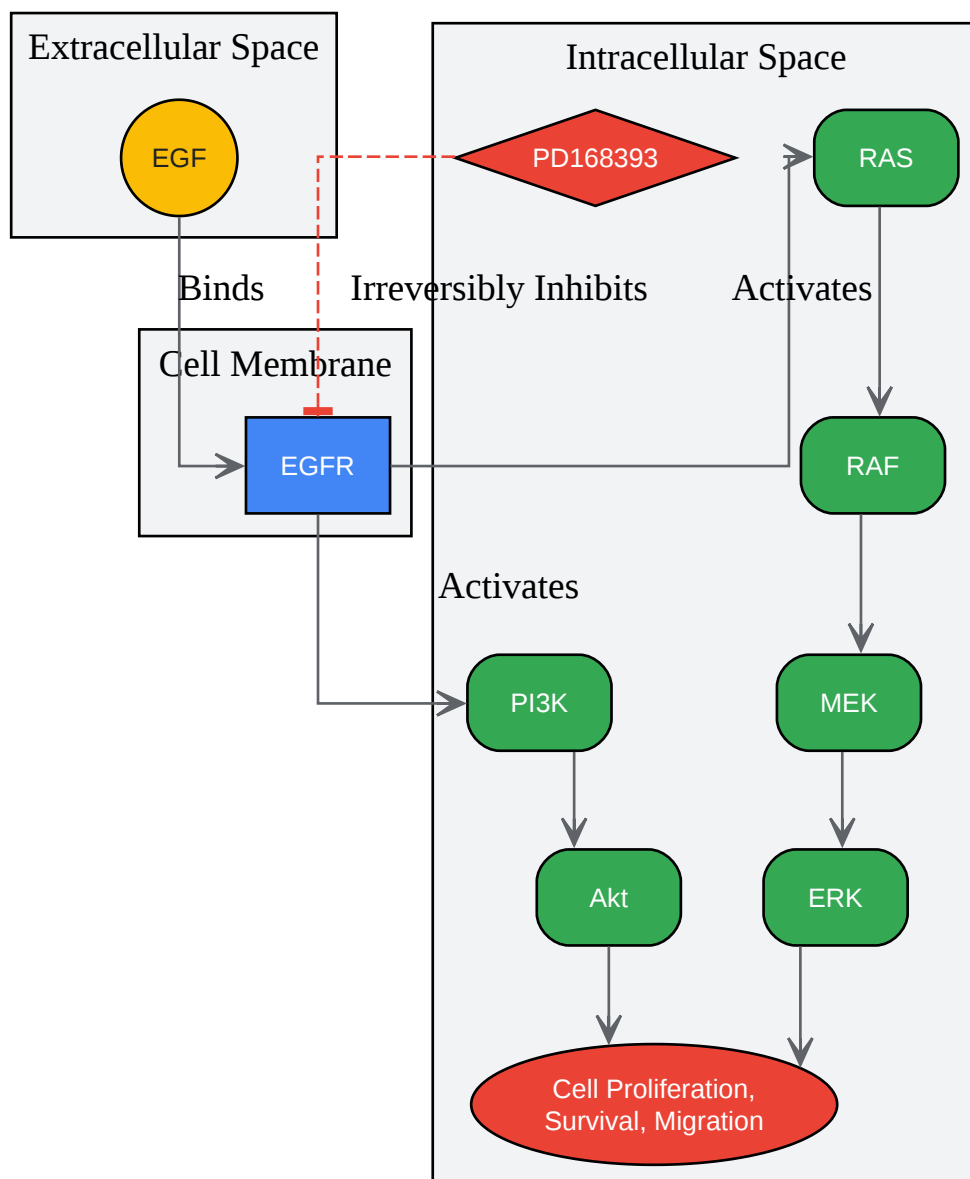 Extracellular Space
Intracellular Space
EGF
PD168393
RAS
Binds
Irreversibly Inhibits
Activates
Cell Membrane
EGFR
RAF
Activates
PI3K
MEK
Akt
ERK
Cell Proliferation,
Survival, Migration